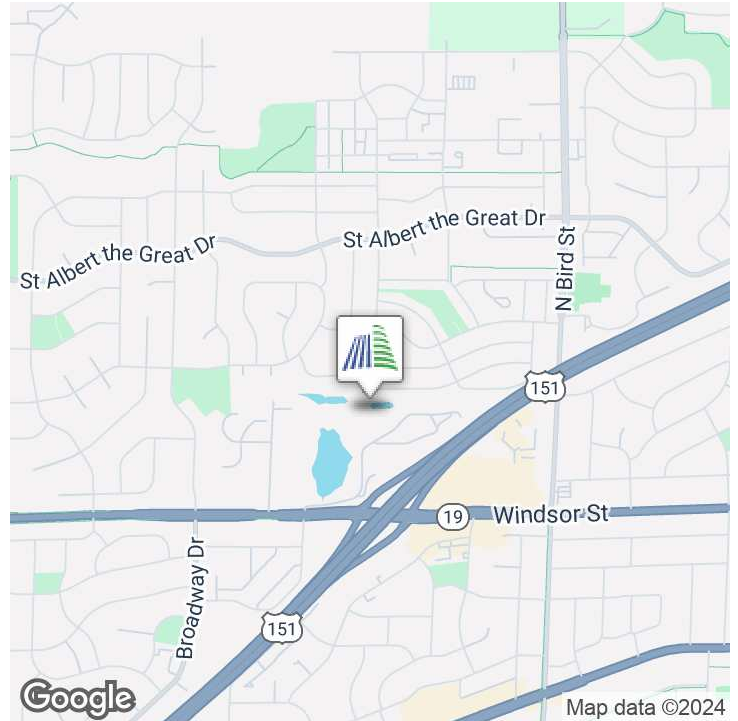 St Albert the Great Dr
St Albert the Great Dr
N Bird St
151
19
Windsor St
Broadway Dr
151
Google
Map data ©2024